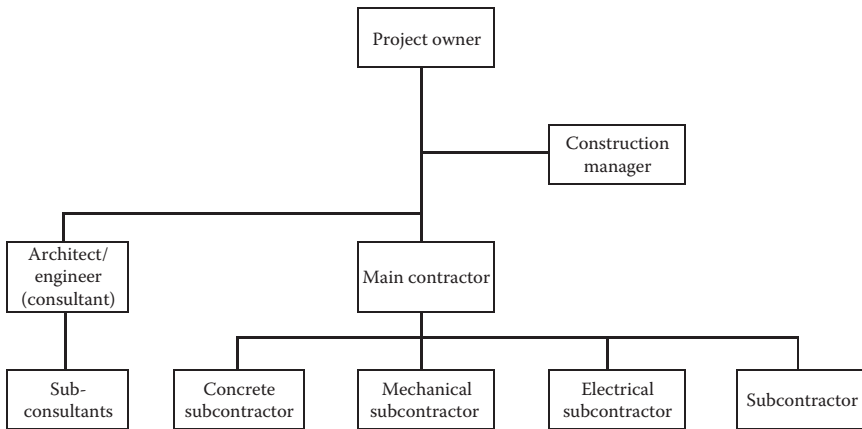 Project owner
Construction
manager
Architect/
engineer
(consultant)
Main contractor
Sub-
consultants
Concrete
subcontractor
Mechanical
subcontractor
Electrical
subcontractor
Subcontractor